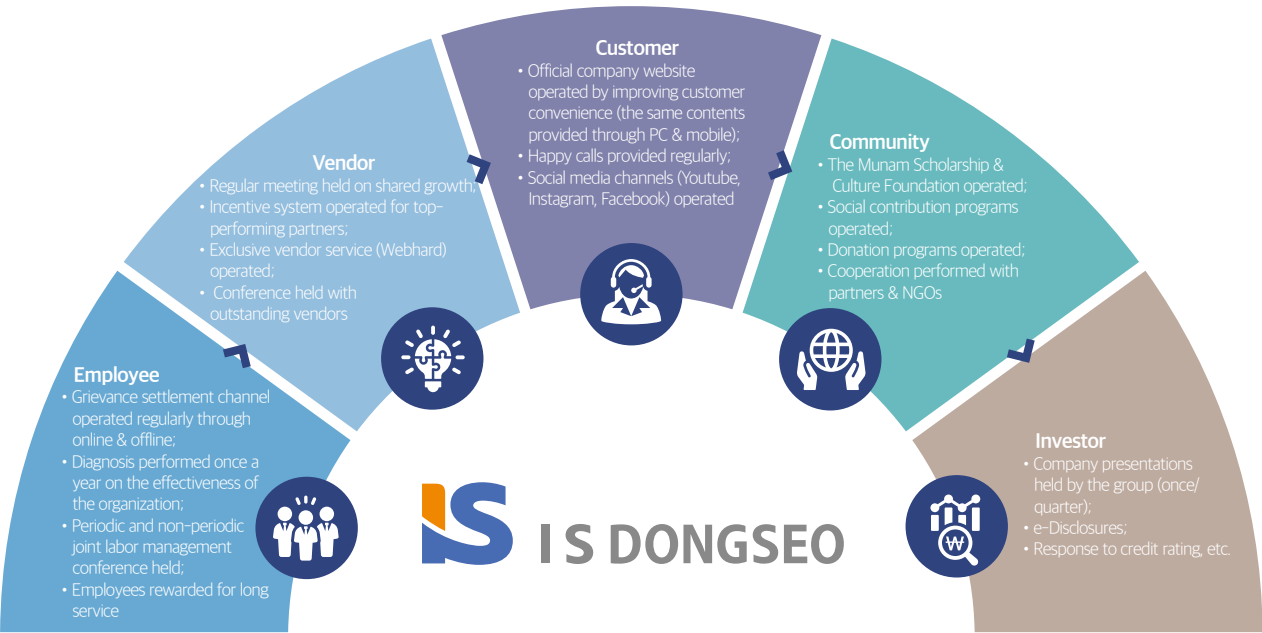 Employee
• Grievance settlement channel
operated regularly through
online & offline;
• Diagnosis performed once a
year on the effectiveness of
the organization;
• Periodic and non-periodic
joint labor management
conference held;
• Employees rewarded for long
service
Vendor
• Regular meeting held on shared growth;
• Incentive system operated for top-
performing partners;
• Exclusive vendor service (Webhard)
operated;
• Conference held with
outstanding vendors
Customer
• Official company website
operated by improving customer
convenience (the same contents
provided through PC & mobile);
• Happy calls provided regularly;
• Social media channels (Youtube,
Instagram, Facebook) operated
Community
• The Munam Scholarship &
Culture Foundation operated;
• Social contribution programs
operated;
• Donation programs operated;
• Cooperation performed with
partners & NGOs
Investor
• Company presentations
held by the group (once/
quarter);
• e-Disclosures;
• Response to credit rating, etc.
₩
IS IS DONGSEO